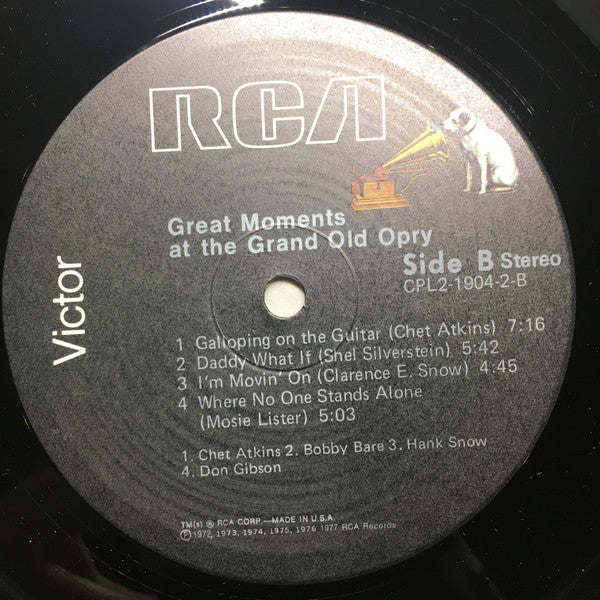 RCA
Great Moments
at the Grand Old Opry
Side B Stereo
CPL2-1904-2-B
Victor
1 Galloping on the Guitar (Chet Atkins) 7:16
2 Daddy What If (Shel Silverstein) 5:42
3 I'm Movin' On (Clarence E. Snow) 4:45
4 Where No One Stands Alone
(Mosie Lister) 5:03
1. Chet Atkins 2. Bobby Bare 3. Hank Snow
4. Don Gibson
TM(s) ® RCA CORP.—MADE IN U.S.A.
℗ 1972, 1973, 1974, 1975, 1976 1977 RCA Records